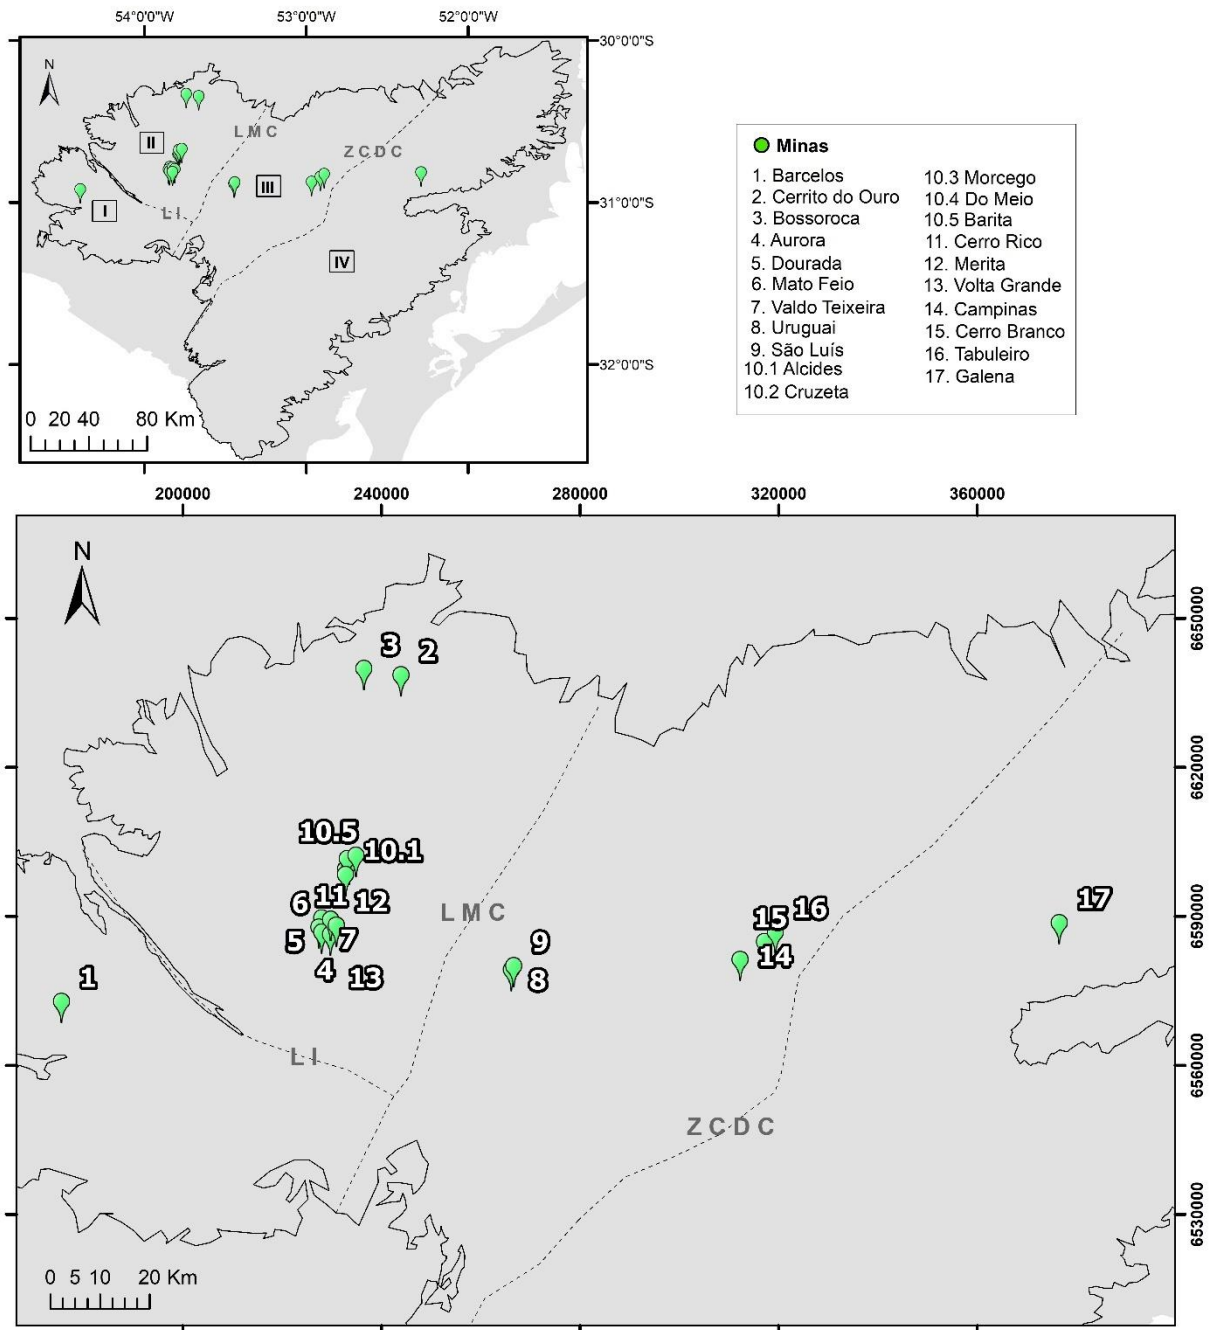 54°0'0"W
53°0'0"W
52°0'0"W
30°0'0"S
31°0'0"S
32°0'0"S
N
II
LMC
ZCDC
III
I
LI
IV
0 20 40 80 Km
Minas
1. Barcelos
2. Cerrito do Ouro
3. Bossoroca
4. Aurora
5. Dourada
6. Mato Feio
7. Valdo Teixeira
8. Uruguai
9. São Luís
10.1 Alcides
10.2 Cruzeta
10.3 Morcego
10.4 Do Meio
10.5 Barita
11. Cerro Rico
12. Merita
13. Volta Grande
14. Campinas
15. Cerro Branco
16. Tabuleiro
17. Galena
200000 240000 280000 320000 360000
N
6650000
6620000
6590000
6560000
6530000
3 2
10.5
10.1
6 11 12
5 7
4 13
LMC
9
8
15 16
14
17
1
LI
ZCDC
0 5 10 20 Km